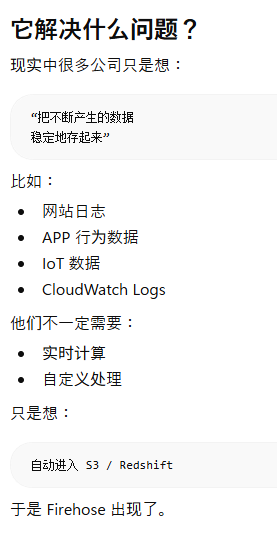 它解决什么问题？
现实中很多公司只是想：
“把不断产生的数据
稳定地存起来”
比如：
网站日志
APP 行为数据
IoT 数据
CloudWatch Logs
他们不一定需要：
实时计算
自定义处理
只是想：
自动进入 S3 / Redshift
于是 Firehose 出现了。